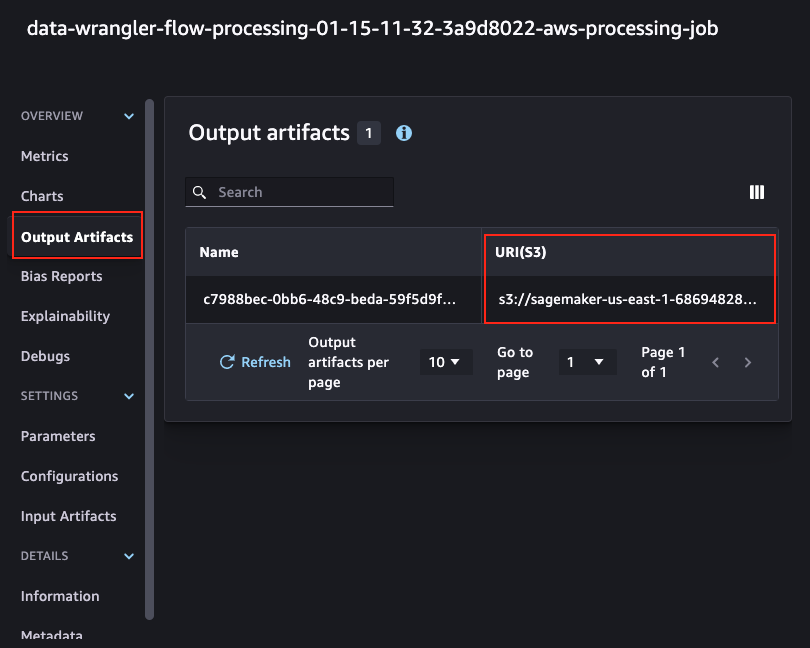 data-wrangler-flow-processing-01-15-11-32-3a9d8022-aws-processing-job
OVERVIEW
Metrics
Charts
Output Artifacts
Bias Reports
Explainability
Debugs
SETTINGS
Parameters
Configurations
Input Artifacts
DETAILS
Information
Metadata
Output artifacts 1
Search
Name URI(S3)
c7988bec-0bb6-48c9-beda-59f5d9f... s3://sagemaker-us-east-1-68694828...
Refresh
Output
artifacts per
page
10
Go to
page
1
Page 1
of 1